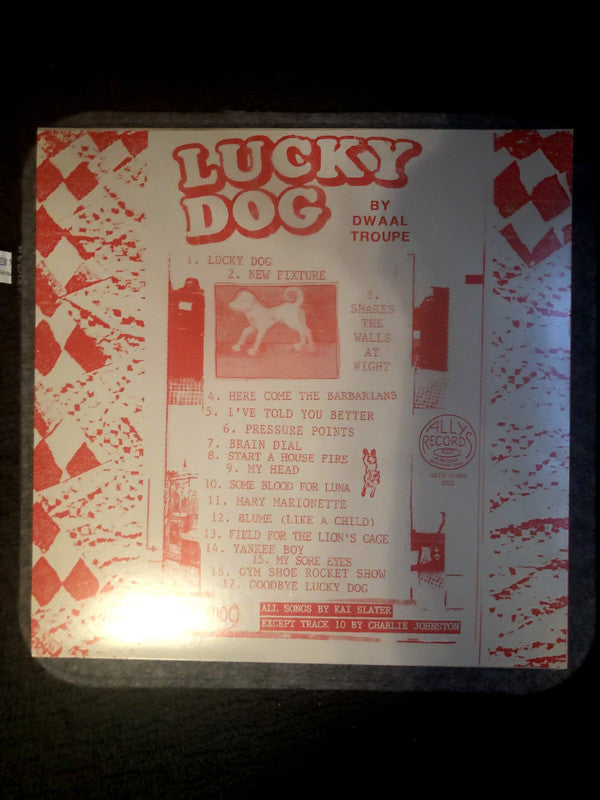 LUCKY
DOG
BY
DWAAL
TROUPE
1. LUCKY DOG
2. NEW FIXTURE
3.
SHAKES
THE
WALLS
AT
NIGHT
4. HERE COME THE BARBARIANS
5. I'VE TOLD YOU BETTER
6. PRESSURE POINTS
7. BRAIN DIAL
8. START A HOUSE FIRE
9. MY HEAD
10. SOME BLOOD FOR LUNA
11. MARY MARIONETTE
12. BLUME (LIKE A CHILD)
13. FIELD FOR THE LION'S CAGE
14. YANKEE BOY
15. MY SORE EYES
16. GYM SHOE ROCKET SHOW
17. GOODBYE LUCKY DOG
ALLY
RECORDS
ALL SONGS BY KAI SLATER
EXCEPT TRACK 10 BY CHARLIE JOHNSTON